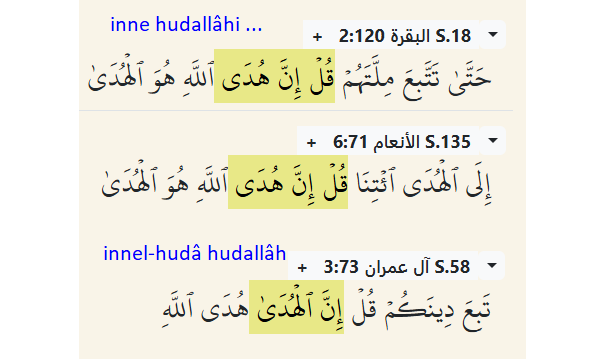 inne hudallâhi ...
+ 2:120 البقرة S.18
حَتَّىٰ تَتَّبِعَ مِلَّتَهُمْ ۗ قُلْ إِنَّ هُدَى ٱللَّهِ هُوَ ٱلْهُدَىٰ
+ 6:71 الأنعام S.135
إِلَى ٱلْهُدَى ٱئْتِنَا ۗ قُلْ إِنَّ هُدَى ٱللَّهِ هُوَ ٱلْهُدَىٰ
innel-hudâ hudallâh
+ 3:73 آل عمران S.58
تَبِعَ دِينَكُمْ قُلْ إِنَّ ٱلْهُدَىٰ هُدَى ٱللَّهِ